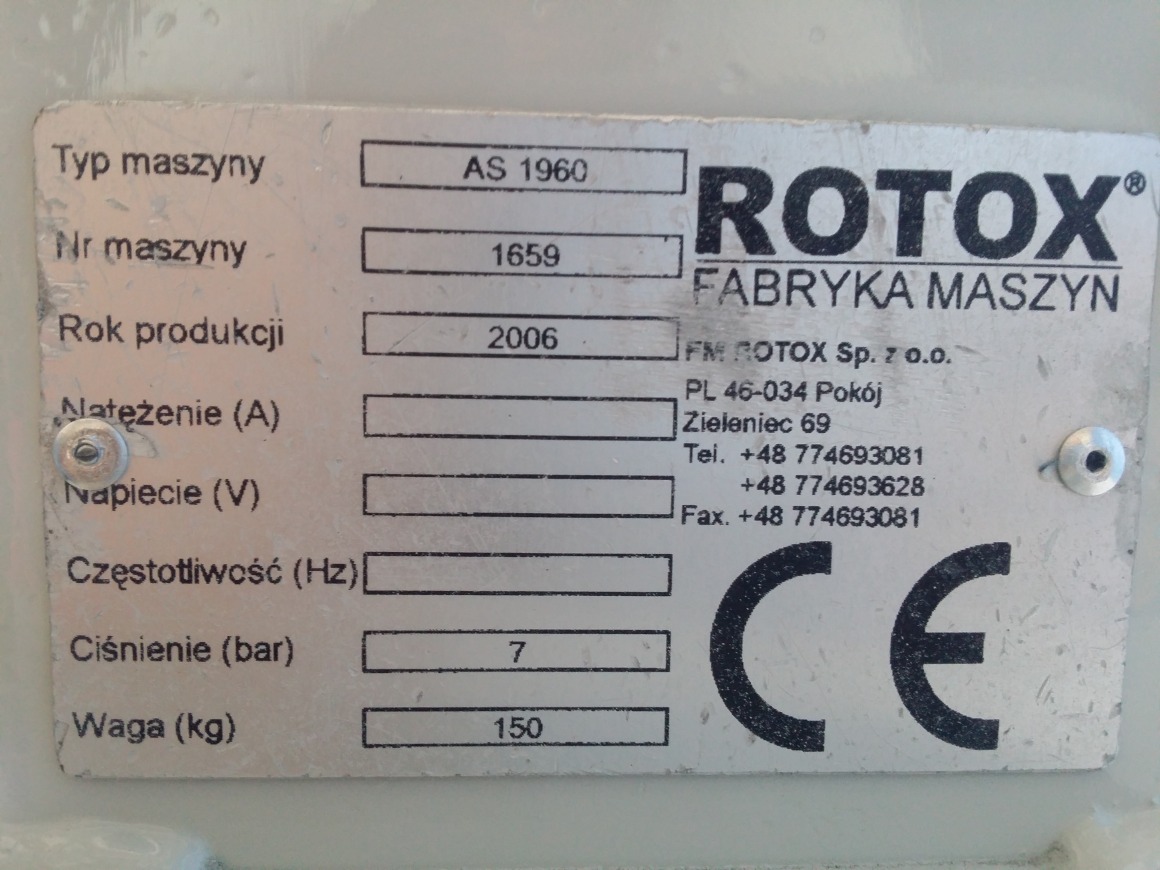 Typ maszyny AS 1960
Nr maszyny 1659
Rok produkcji 2006
Natężenie (A)
Napiecie (V)
Częstotliwość (Hz)
Ciśnienie (bar) 7
Waga (kg) 150
ROTOX®
FABRYKA MASZYN
FM ROTOX Sp. z o.o.
PL 46-034 Pokój
Zieleniec 69
Tel. +48 774693081
+48 774693628
Fax. +48 774693081
CE